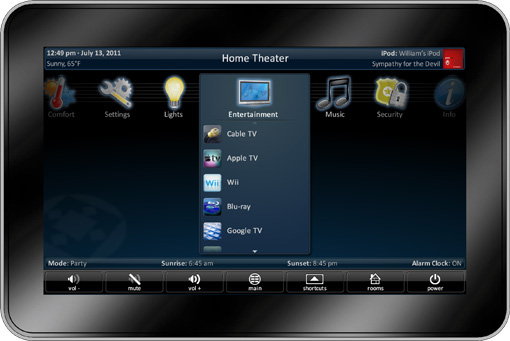 12:49 pm - July 13, 2011
Sunny, 65°F
Home Theater
iPod: William's iPod
Sympathy for the Devil
Comfort
Settings
Lights
Entertainment
Music
Security
Info
Cable TV
tv Apple TV
Wii Wii
Blu-ray
Google TV
Mode: Party
Sunrise: 6:45 am
Sunset: 8:45 pm
Alarm Clock: ON
vol -
mute
vol +
main
shortcuts
rooms
power